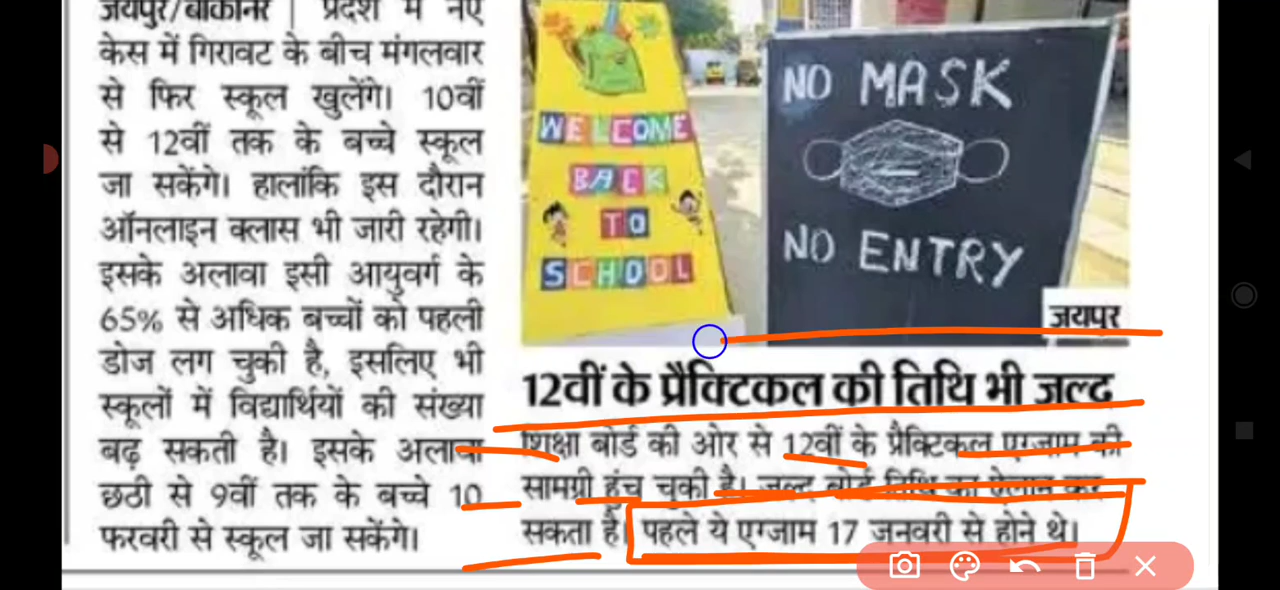 जयपुर/बीकानेर | प्रदेश में नए
केस में गिरावट के बीच मंगलवार
से फिर स्कूल खुलेंगे। 10वीं
से 12वीं तक के बच्चे स्कूल
जा सकेंगे। हालांकि इस दौरान
ऑनलाइन क्लास भी जारी रहेगी।
इसके अलावा इसी आयुवर्ग के
65% से अधिक बच्चों को पहली
डोज लग चुकी है, इसलिए भी
स्कूलों में विद्यार्थियों की संख्या
बढ़ सकती है। इसके अलावा
छठी से 9वीं तक के बच्चे 10
फरवरी से स्कूल जा सकेंगे।
WELCOME
BACK
TO
SCHOOL
NO MASK
NO ENTRY
जयपुर
12वीं के प्रैक्टिकल की तिथि भी जल्द
शिक्षा बोर्ड की ओर से 12वीं के प्रैक्टिकल एग्जाम की
सामग्री हुंच चुकी है। जल्द बोर्ड तिथि का ऐलान कर
सकता है। पहले ये एग्जाम 17 जनवरी से होने थे।